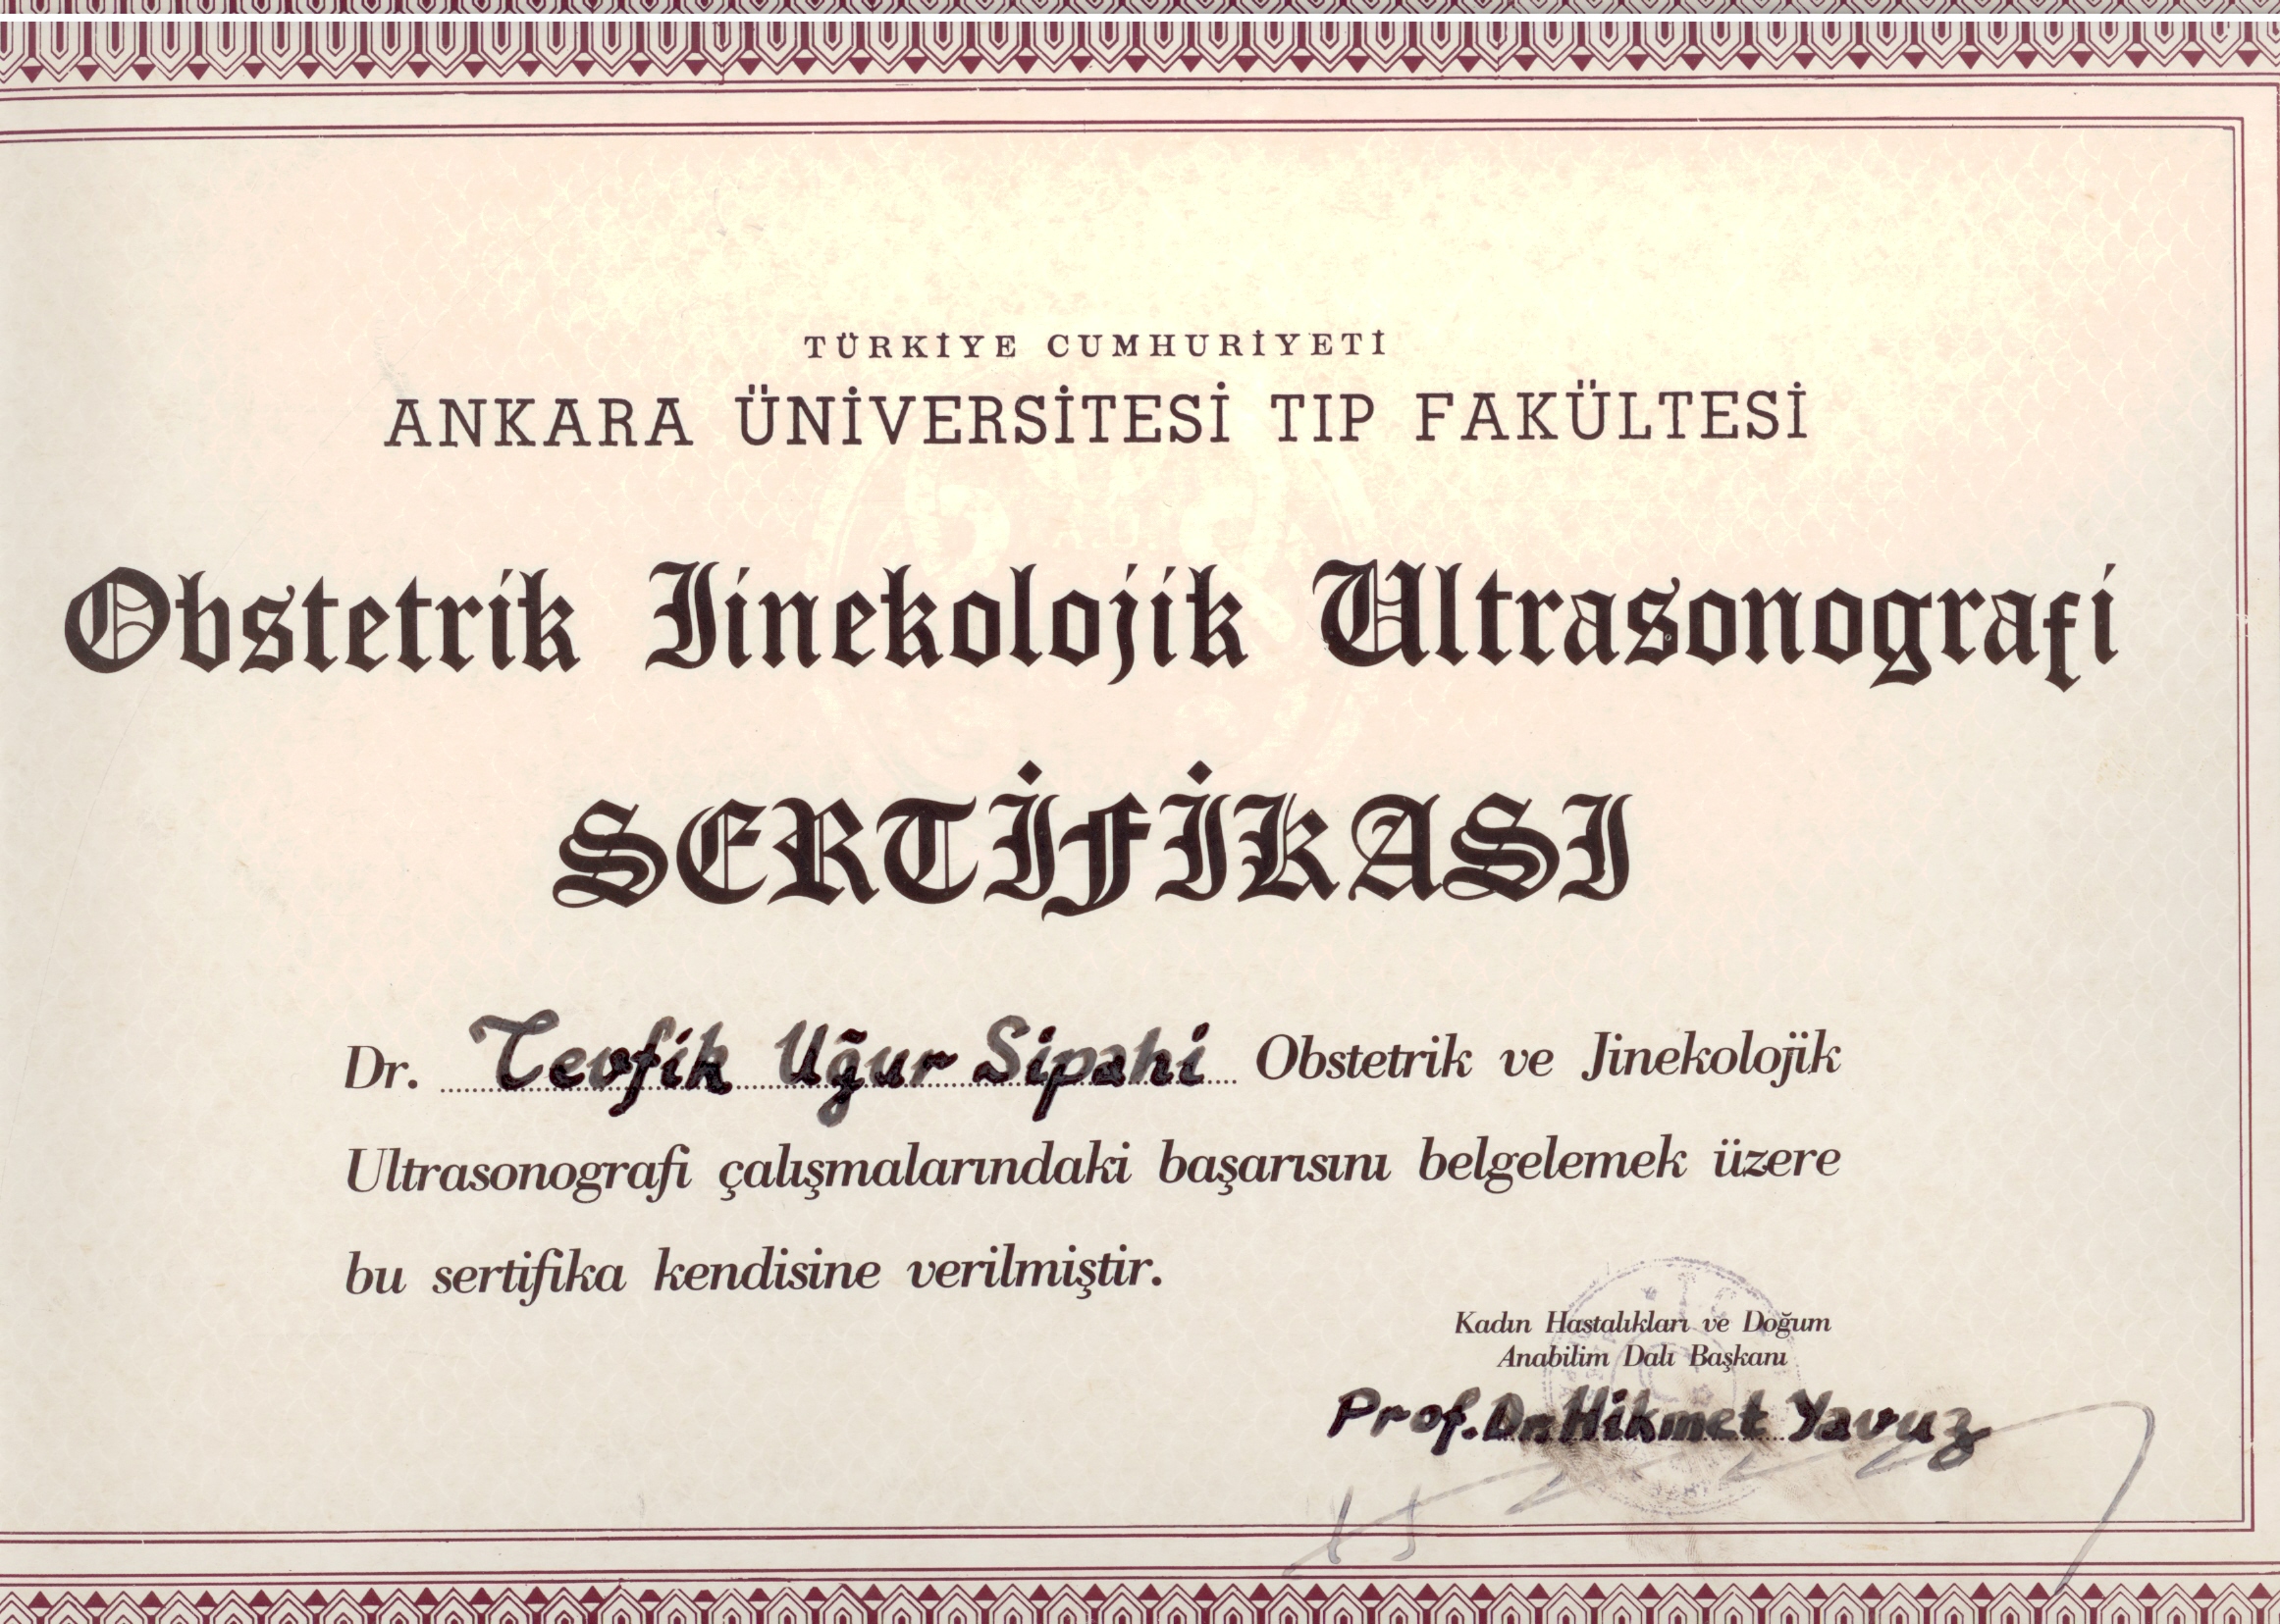 TÜRKİYE CUMHURİYETİ
ANKARA ÜNİVERSİTESİ TIP FAKÜLTESİ
Obstetrik Jinekolojik Ultrasonografi
SERTİFİKASI
Dr. Tevfik Uğur Sipahi Obstetrik ve Jinekolojik
Ultrasonografi çalışmalarındaki başarısını belgelemek üzere
bu sertifika kendisine verilmiştir.
Kadın Hastalıkları ve Doğum
Anabilim Dalı Başkanı
Prof. Dr. Hikmet Yavuz